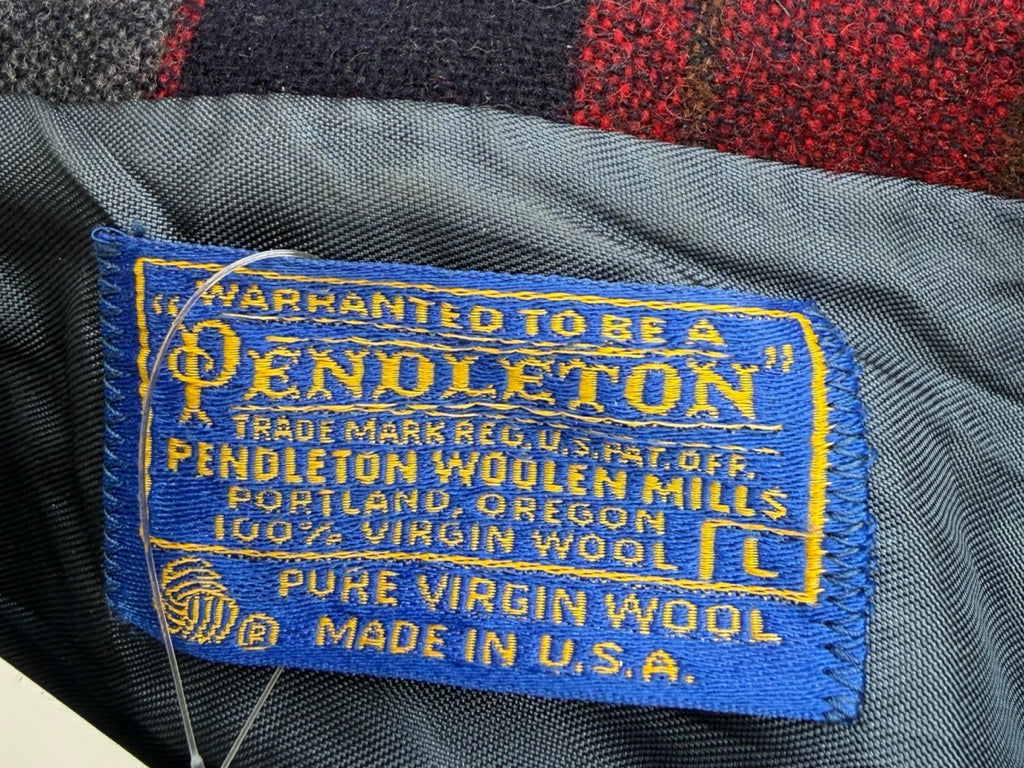 "WARRANTED TO BE A
PENDLETON"
TRADE MARK REG. U.S. PAT. OFF.
PENDLETON WOOLEN MILLS
PORTLAND, OREGON
100% VIRGIN WOOL L
PURE VIRGIN WOOL
® MADE IN U.S.A.